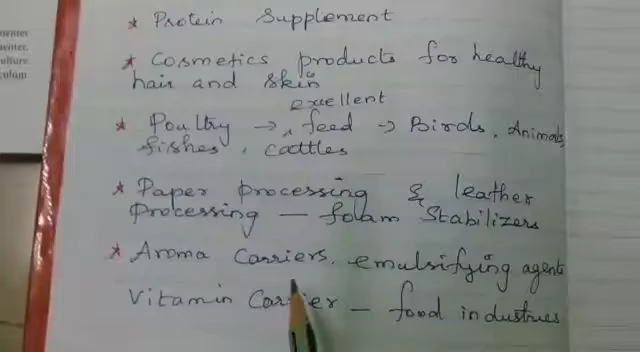 * Protein Supplement
* Cosmetics products for healthy
hair and skin
exellent
* Poultry → ∧ feed → Birds, Animals,
fishes, cattles
* Paper processing & leather
processing — foam Stabilizers
* Aroma Carriers, emulsifying agents
Vitamin Carrier — food industries